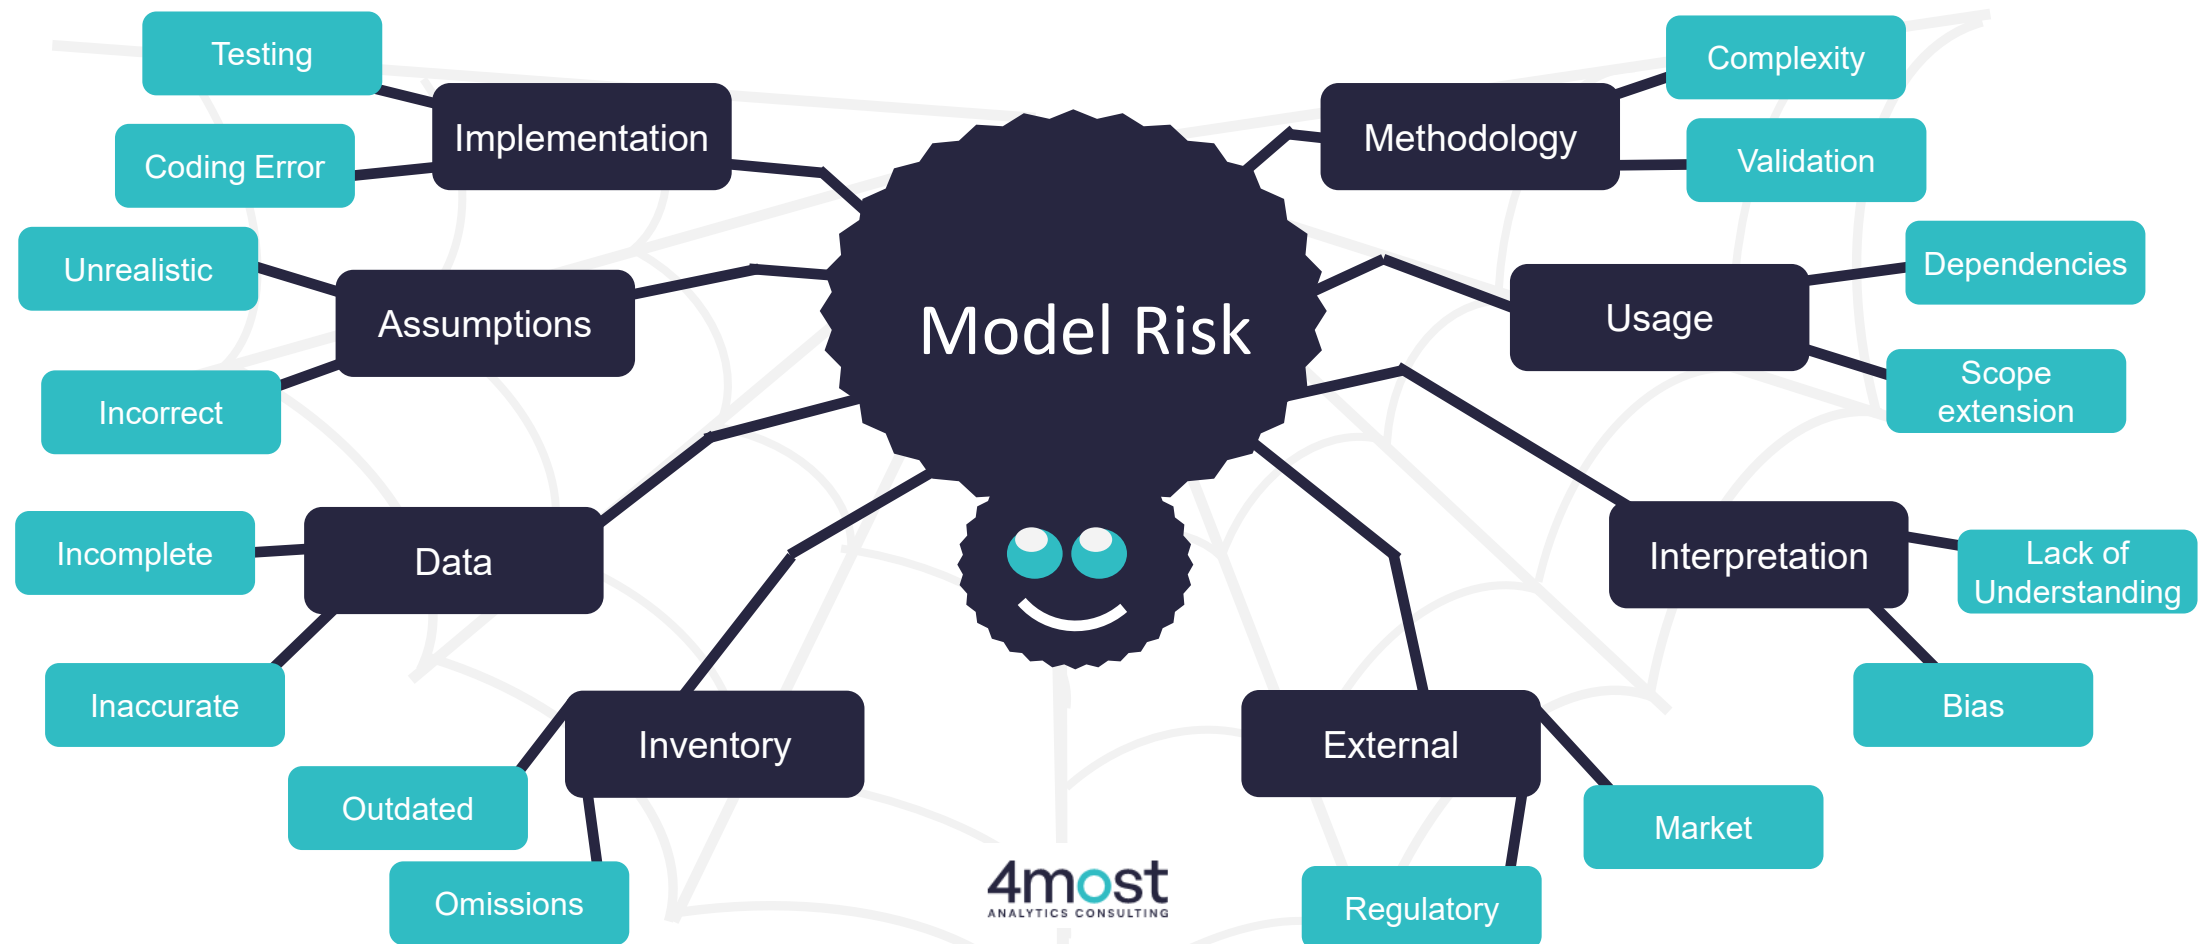 Testing
Implementation
Coding Error
Unrealistic
Assumptions
Incorrect
Incomplete
Data
Inaccurate
Inventory
Outdated
Omissions
Model Risk
Methodology
Complexity
Validation
Usage
Dependencies
Scope
extension
Interpretation
Lack of
Understanding
Bias
External
Market
Regulatory
4most
ANALYTICS CONSULTING